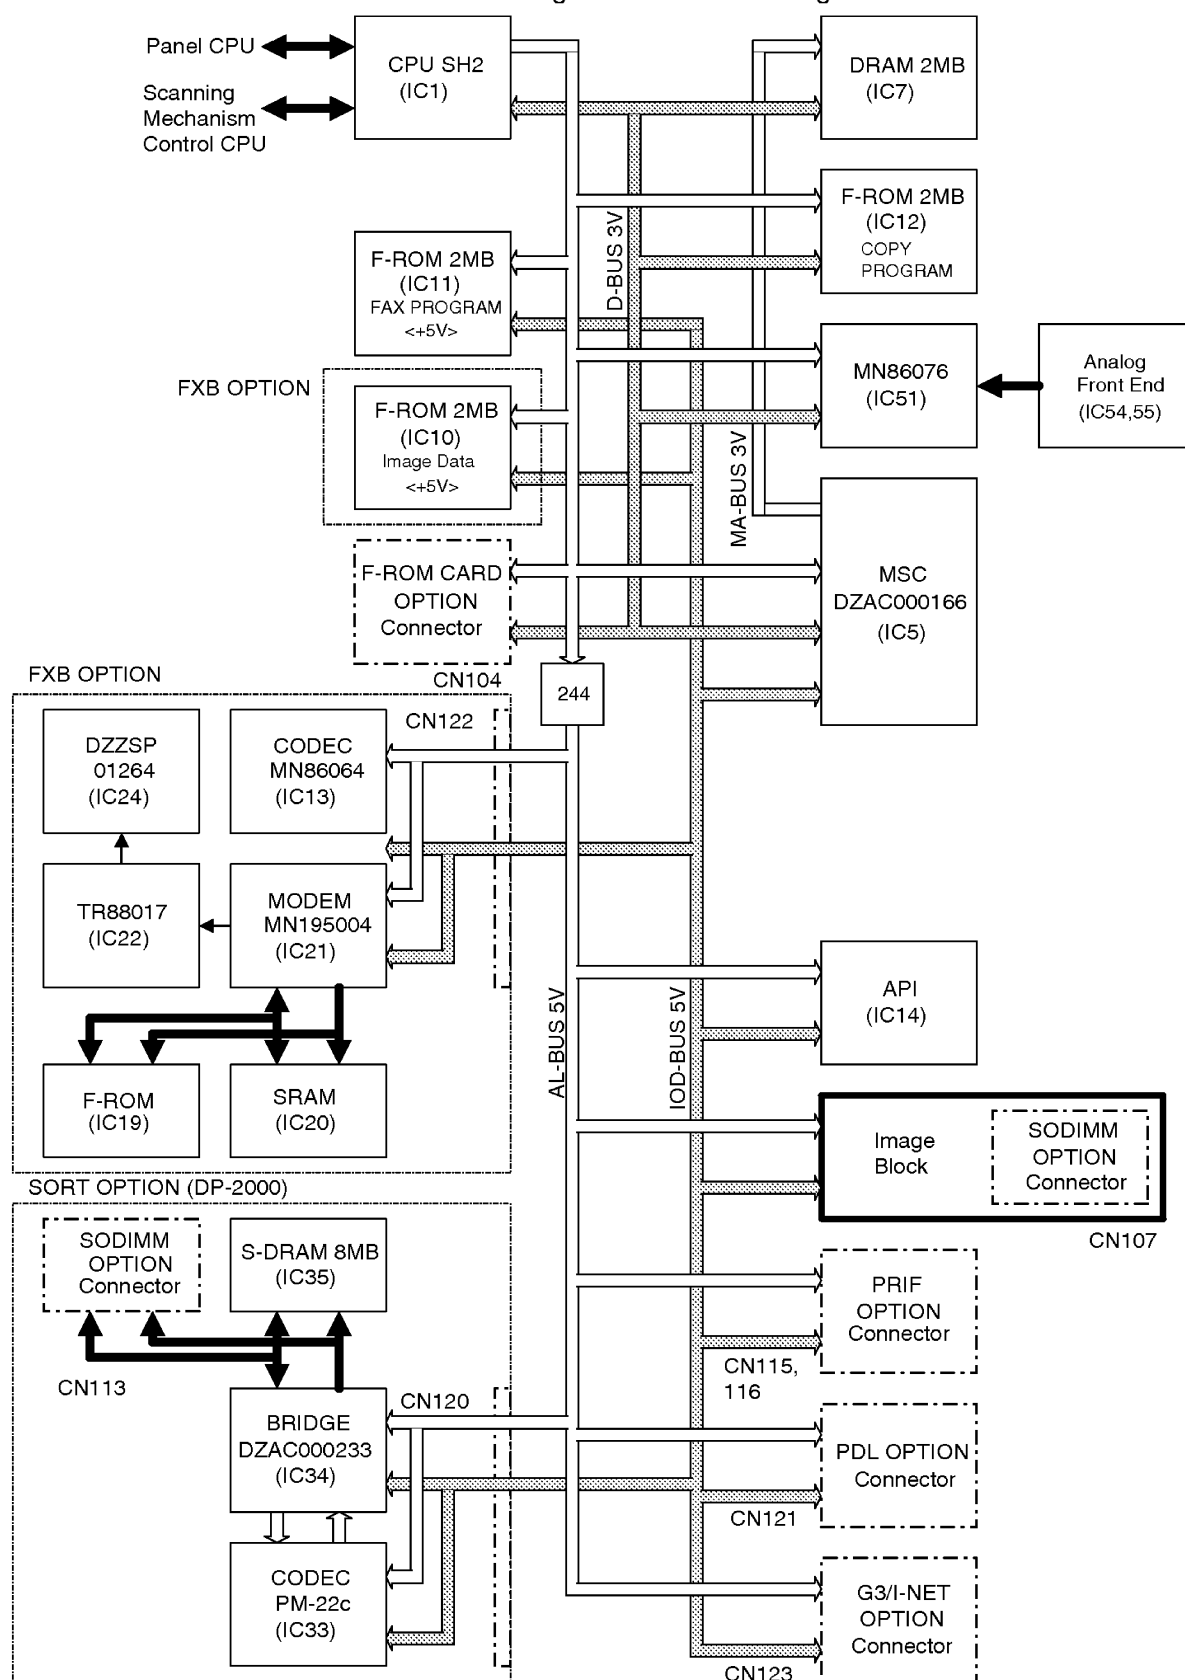 Panel CPU
Scanning
Mechanism
Control CPU
CPU SH2
(IC1)
DRAM 2MB
(IC7)
F-ROM 2MB
(IC12)
COPY
PROGRAM
D-BUS 3V
F-ROM 2MB
(IC11)
FAX PROGRAM
<+5V>
MN86076
(IC51)
Analog
Front End
(IC54,55)
FXB OPTION
F-ROM 2MB
(IC10)
Image Data
<+5V>
MA-BUS 3V
F-ROM CARD
OPTION
Connector
MSC
DZAC000166
(IC5)
CN104
244
FXB OPTION
CN122
DZZSP
01264
(IC24)
CODEC
MN86064
(IC13)
TR88017
(IC22)
MODEM
MN195004
(IC21)
F-ROM
(IC19)
SRAM
(IC20)
AL-BUS 5V
IOD-BUS 5V
API
(IC14)
Image
Block
SODIMM
OPTION
Connector
CN107
SORT OPTION (DP-2000)
SODIMM
OPTION
Connector
S-DRAM 8MB
(IC35)
CN113
PRIF
OPTION
Connector
CN115,
116
CN120
BRIDGE
DZAC000233
(IC34)
PDL OPTION
Connector
CN121
CODEC
PM-22c
(IC33)
G3/I-NET
OPTION
Connector
CN123